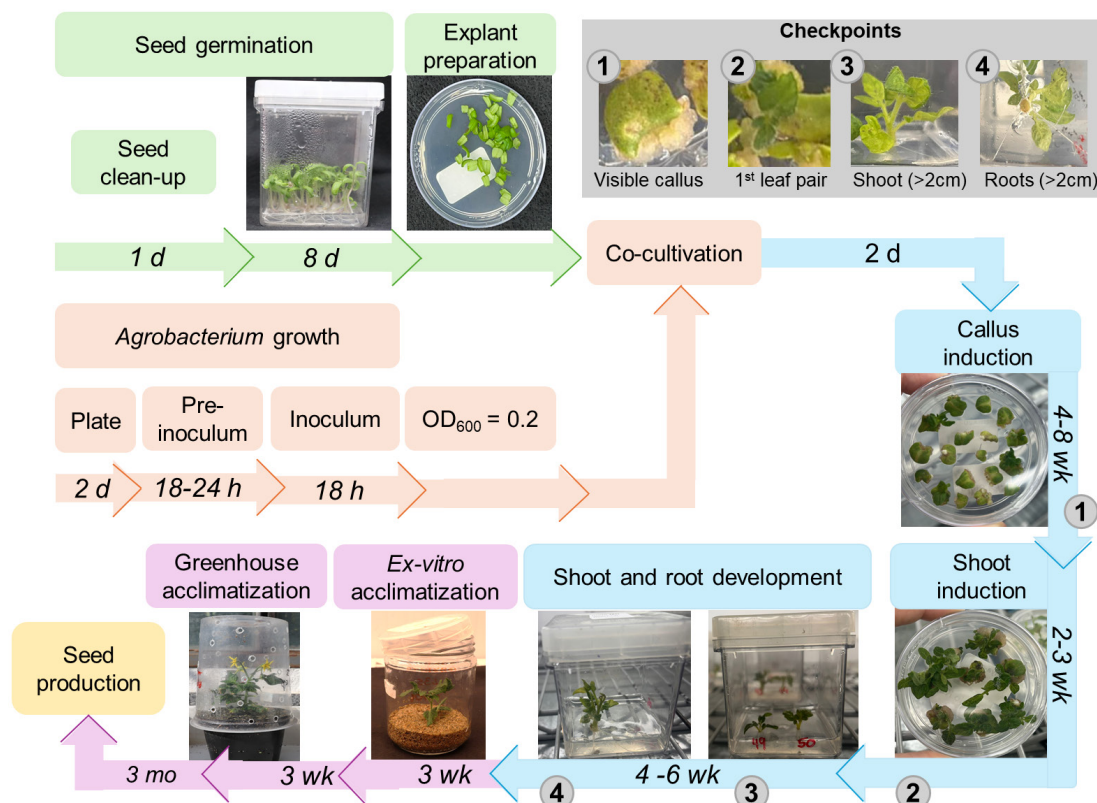 Seed germination
Explant
preparation
Checkpoints
1
2
3
4
Visible callus
1st leaf pair
Shoot (>2cm)
Roots (>2cm)
Seed
clean-up
1 d
8 d
Co-cultivation
2 d
Agrobacterium growth
Plate
Pre-
inoculum
Inoculum
OD600 = 0.2
2 d
18-24 h
18 h
Callus
induction
4-8 wk
1
Shoot
induction
2-3 wk
2
Shoot and root development
49
50
4 -6 wk
3
4
Ex-vitro
acclimatization
3 wk
Greenhouse
acclimatization
3 wk
Seed
production
3 mo